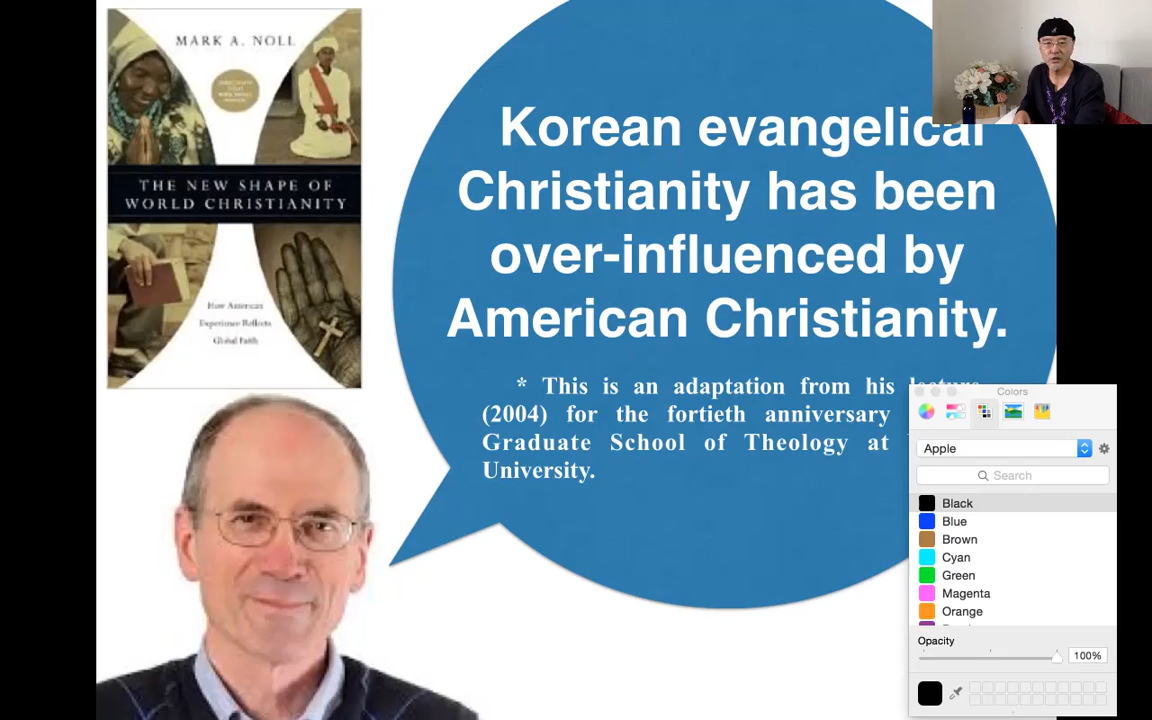 MARK A. NOLL
THE NEW SHAPE OF
WORLD CHRISTIANITY
How American
Experience Reflects
Global Faith
Korean evangelical
Christianity has been
over-influenced by
American Christianity.
* This is an adaptation from his lecture
(2004) for the fortieth anniversary
Graduate School of Theology at
University.
Colors
Apple
Search
Black
Blue
Brown
Cyan
Green
Magenta
Orange
Opacity
100%